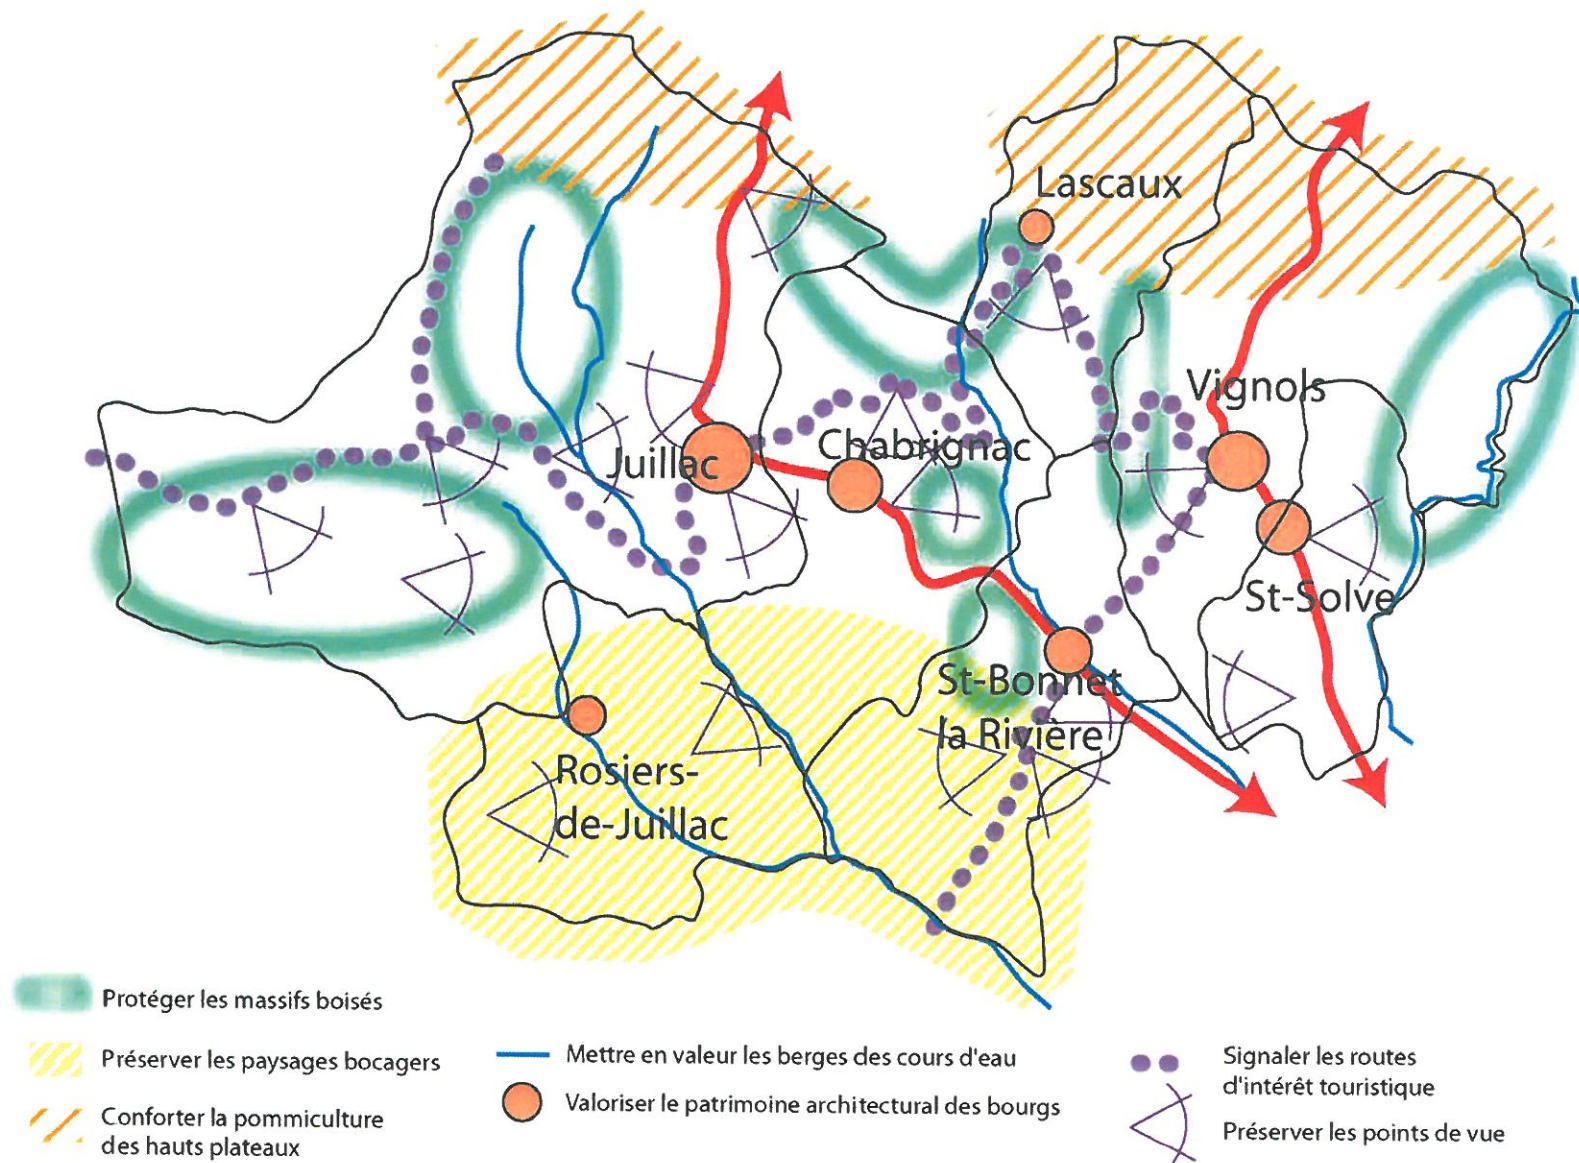 Lascaux
Vignols
Juillac
Chabrignac
St-Solve
St-Bonnet
la Rivière
Rosiers-
de-Juillac
Protéger les massifs boisés
Préserver les paysages bocagers
Conforter la pommiculture
des hauts plateaux
Mettre en valeur les berges des cours d'eau
Valoriser le patrimoine architectural des bourgs
Signaler les routes
d'intérêt touristique
Préserver les points de vue